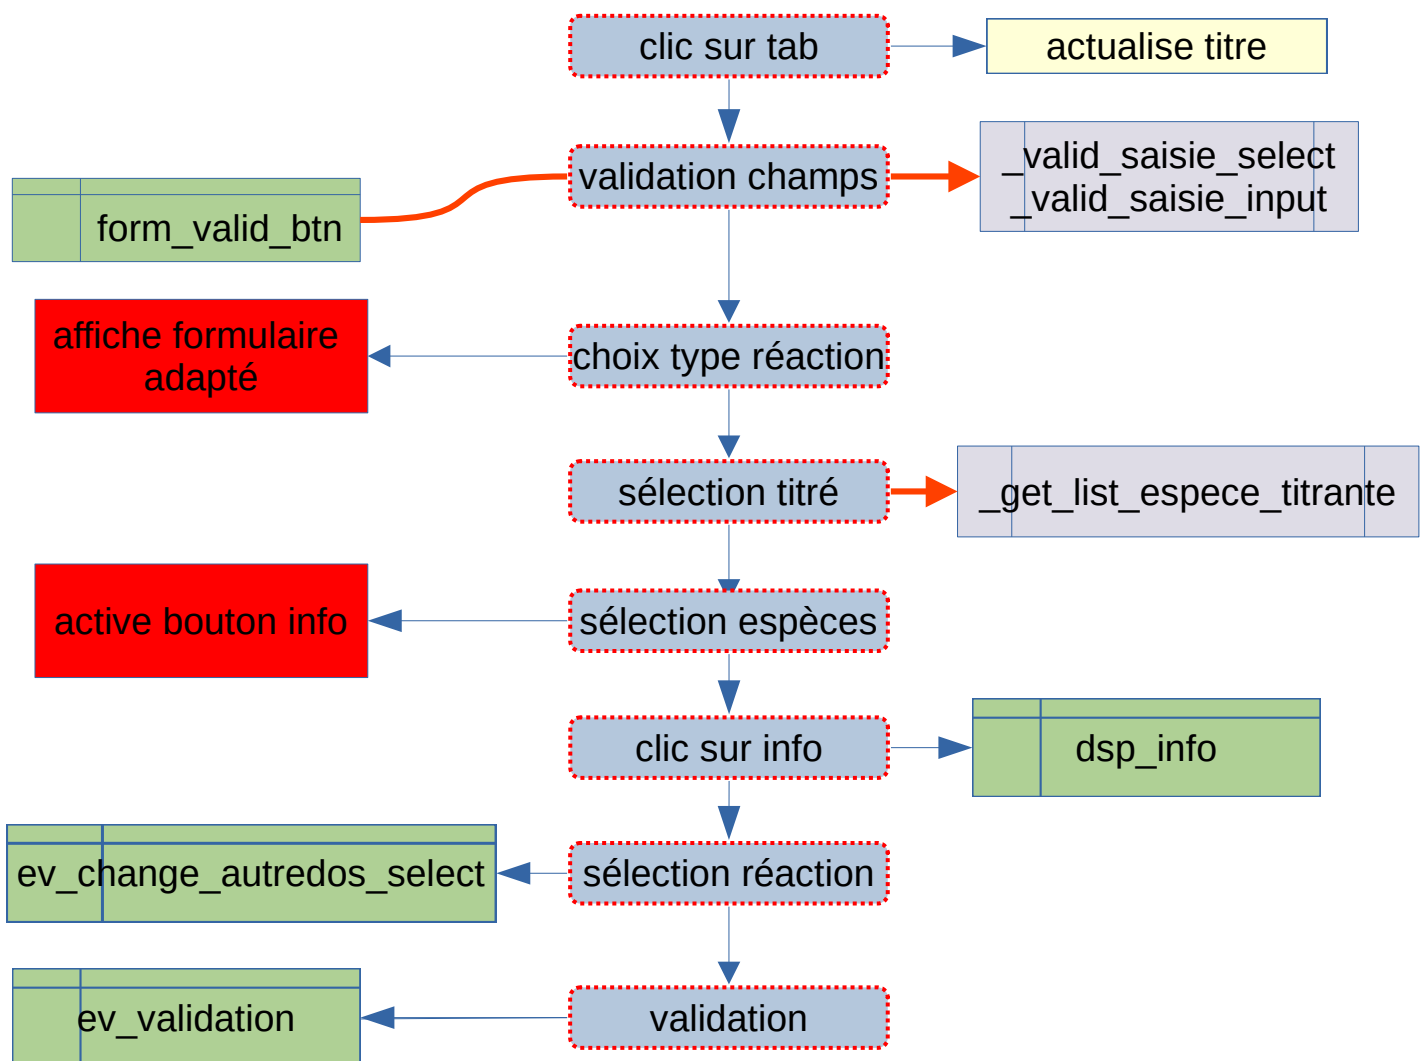 clic sur tab
actualise titre
validation champs
_valid_saisie_select
_valid_saisie_input
form_valid_btn
affiche formulaire
adapté
choix type réaction
sélection titré
_get_list_espece_titrante
active bouton info
sélection espèces
clic sur info
dsp_info
ev_change_autredos_select
sélection réaction
ev_validation
validation